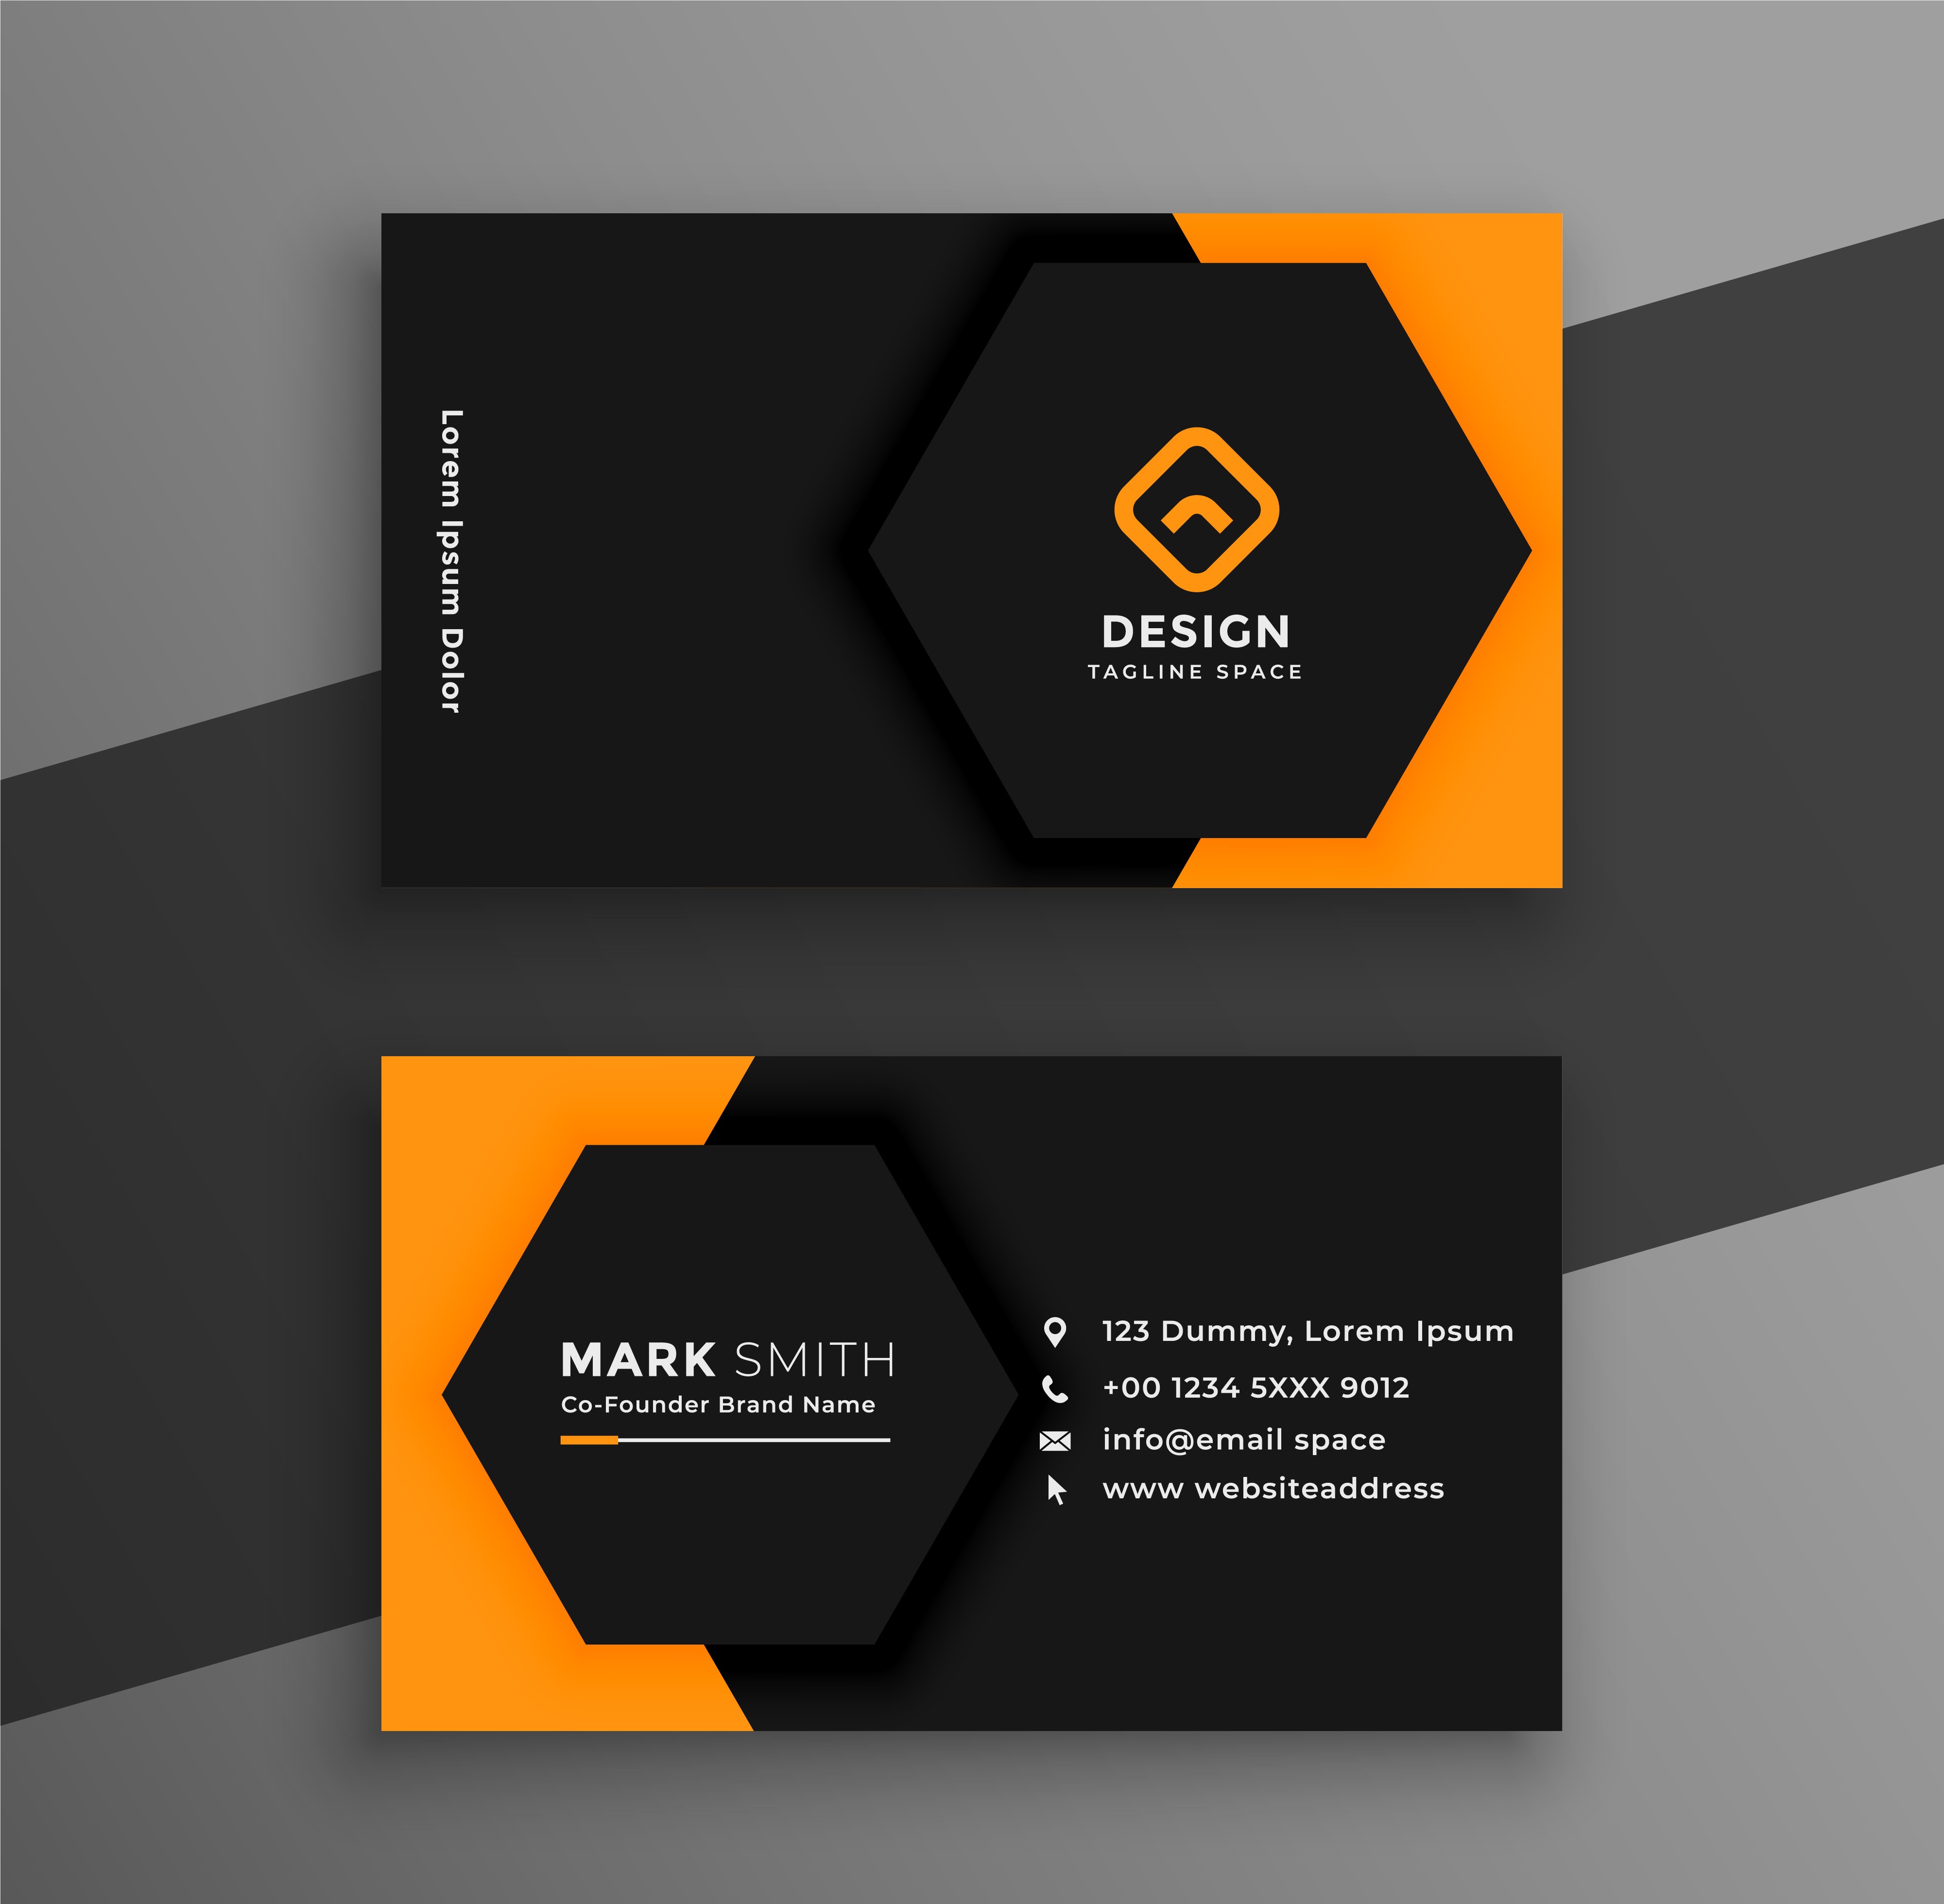 Lorem Ipsum Dolor
DESIGN
TAGLINE SPACE
MARK SMITH
Co-Founder Brand Name
123 Dummy, Lorem Ipsum
+00 1234 5XXX 9012
info@email space
www websiteaddress